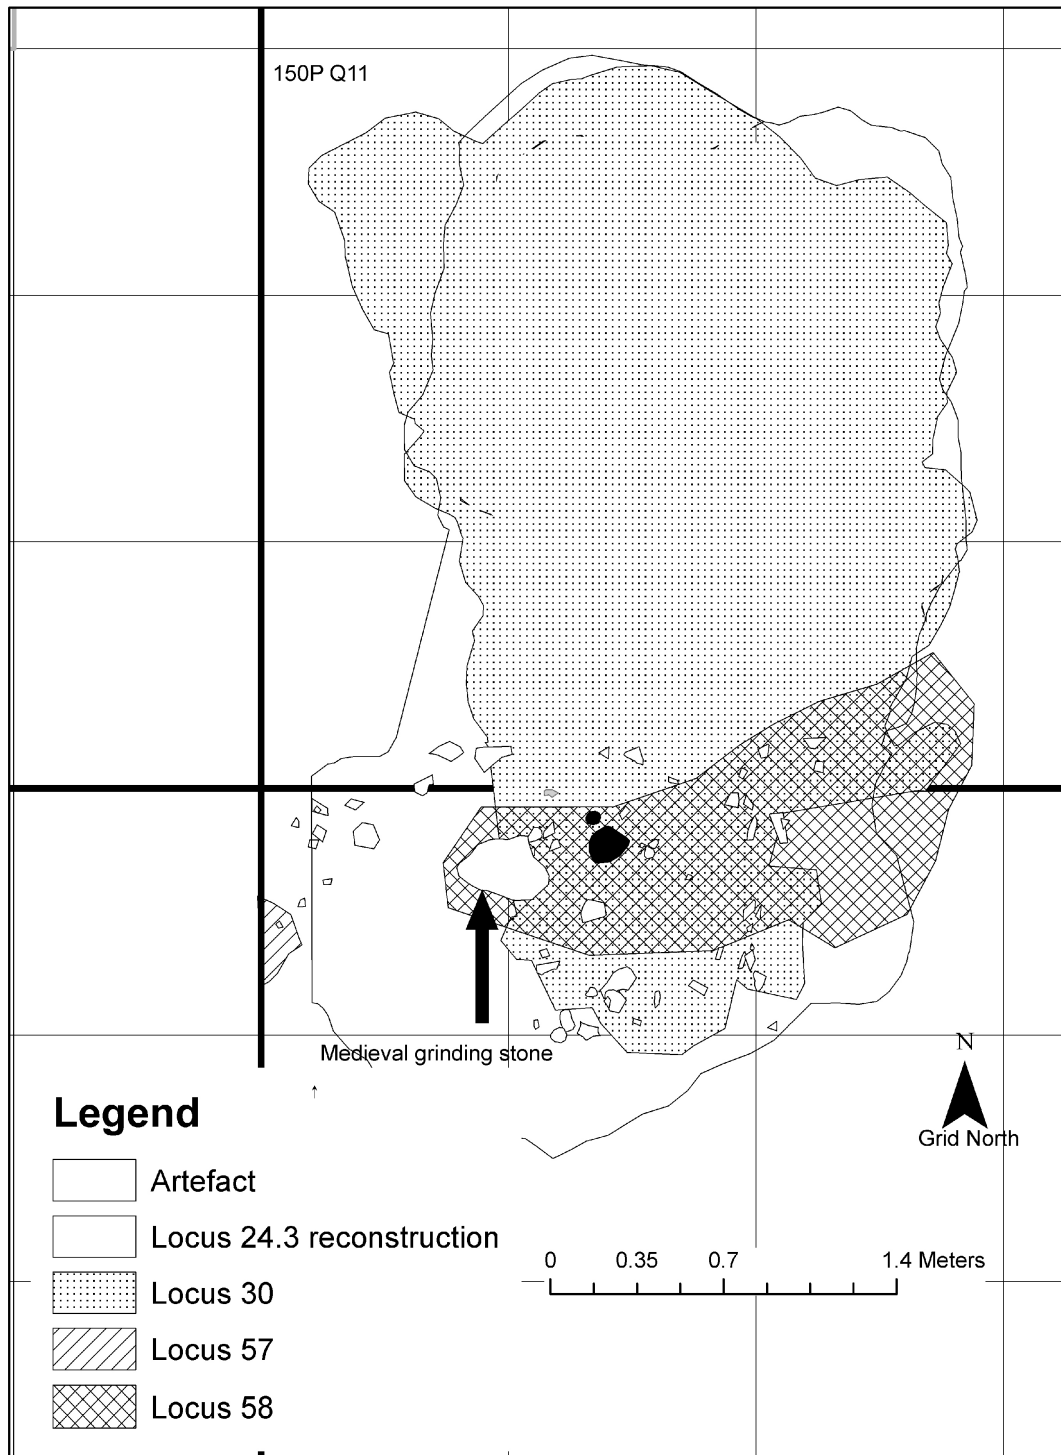 150P Q11
Medieval grinding stone
N
Grid North
Legend
Artefact
Locus 24.3 reconstruction
Locus 30
Locus 57
Locus 58
0 0.35 0.7 1.4 Meters